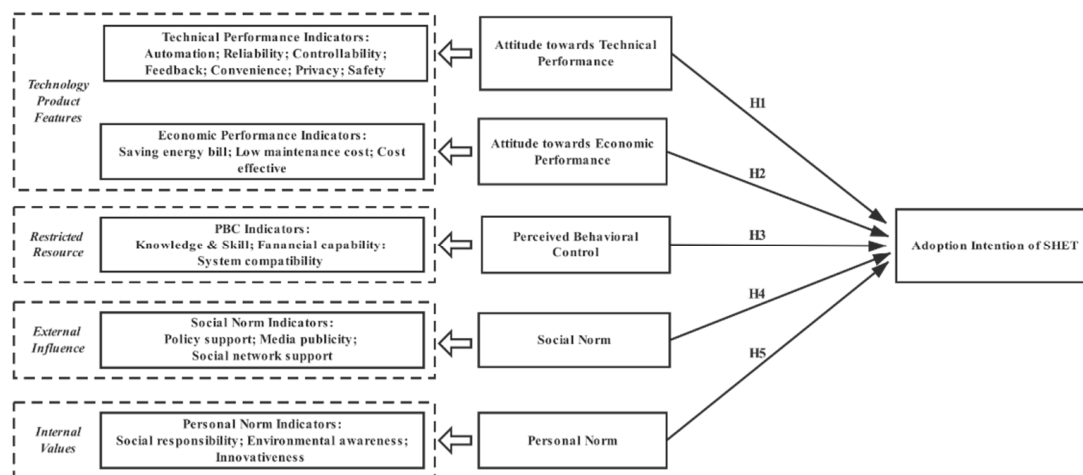 Technical Performance Indicators:
Automation; Reliability; Controllability;
Feedback; Convenience; Privacy; Safety
Attitude towards Technical
Performance
Technology
Product
Features
H1
Economic Performance Indicators:
Saving energy bill; Low maintenance cost; Cost
effective
Attitude towards Economic
Performance
H2
Restricted
Resource
PBC Indicators:
Knowledge & Skill; Fanancial capability:
System compatibility
Perceived Behavioral
Control
H3
Adoption Intention of SHET
External
Influence
Social Norm Indicators:
Policy support; Media publicity;
Social network support
Social Norm
H4
Internal
Values
Personal Norm Indicators:
Social responsibility; Environmental awareness;
Innovativeness
Personal Norm
H5